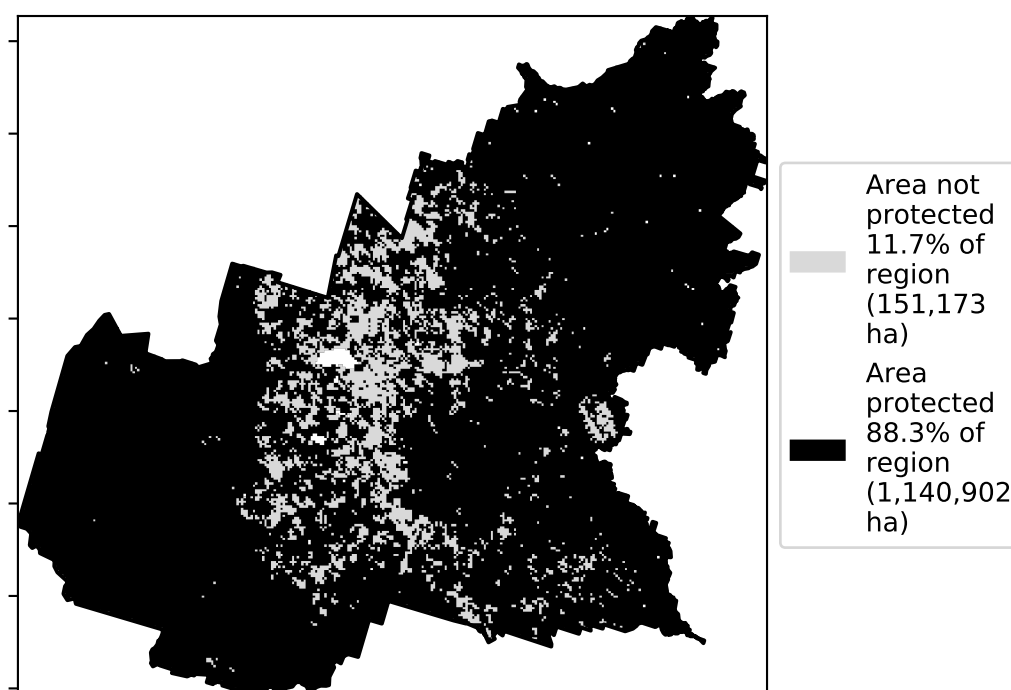 Area not
protected
11.7% of
region
(151,173
ha)
Area
protected
88.3% of
region
(1,140,902
ha)